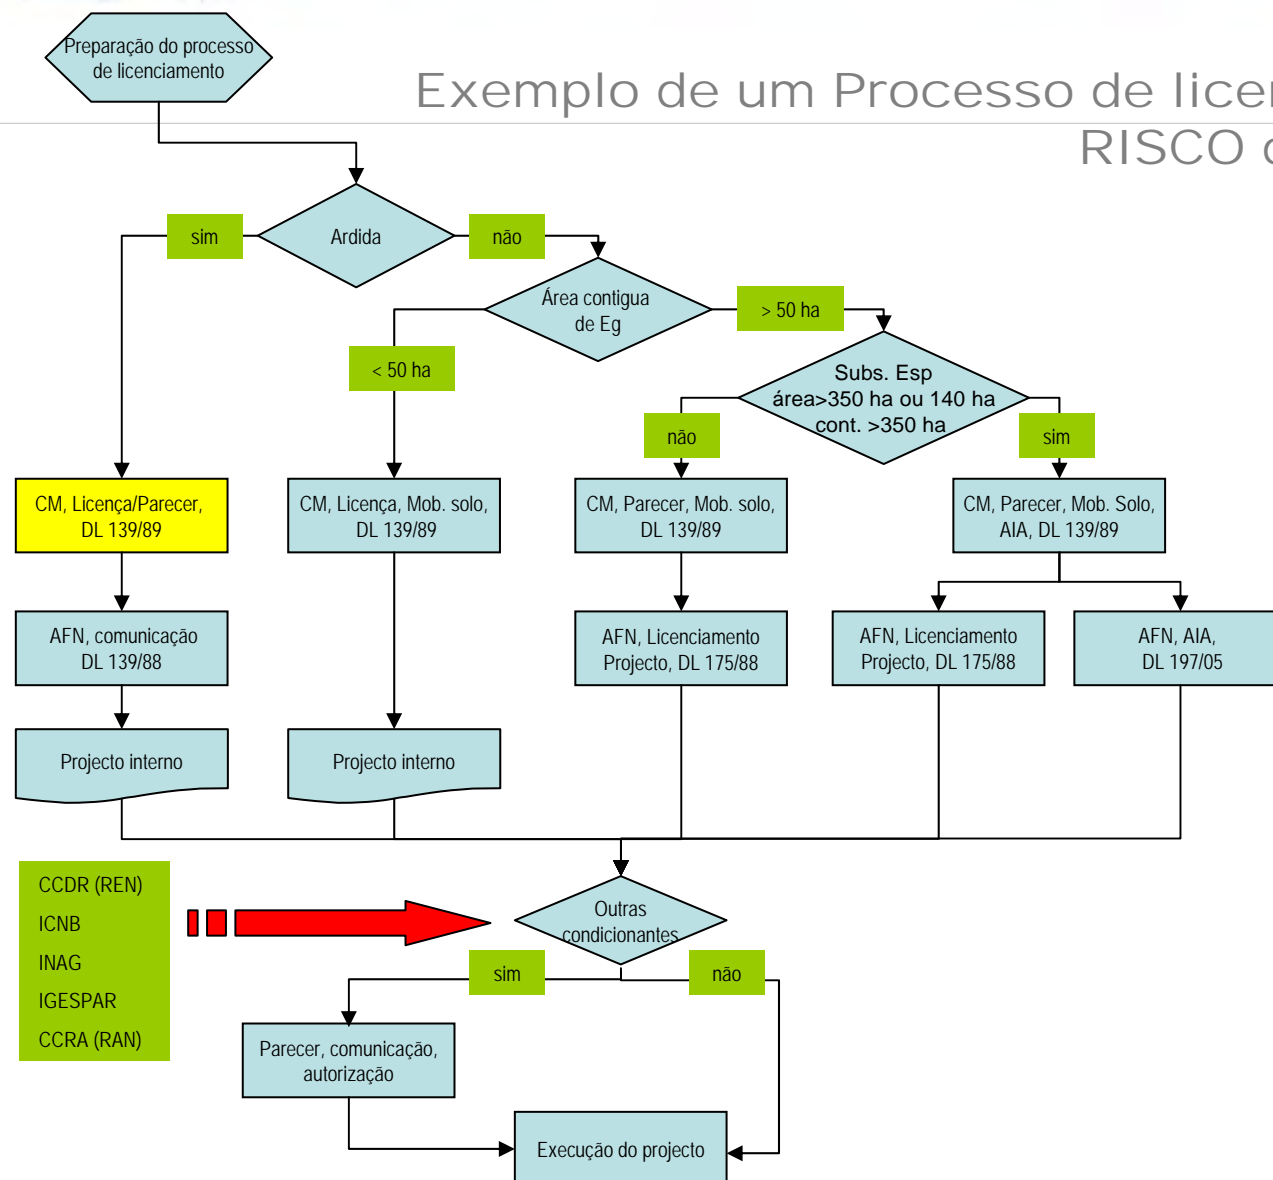 Preparação do processo
de licenciamento
Exemplo de um Processo de licen
RISCO
sim
Ardida
não
Área contigua
de Eg
> 50 ha
< 50 ha
Subs. Esp
área>350 ha ou 140 ha
cont. >350 ha
não
sim
CM, Licença/Parecer,
DL 139/89
CM, Licença, Mob. solo,
DL 139/89
CM, Parecer, Mob. solo,
DL 139/89
CM, Parecer, Mob. Solo,
AIA, DL 139/89
AFN, comunicação
DL 139/88
AFN, Licenciamento
Projecto, DL 175/88
AFN, Licenciamento
Projecto, DL 175/88
AFN, AIA,
DL 197/05
Projecto interno
Projecto interno
CCDR (REN)
ICNB
INAG
IGESPAR
CCRA (RAN)
Outras
condicionantes
sim
não
Parecer, comunicação,
autorização
Execução do projecto